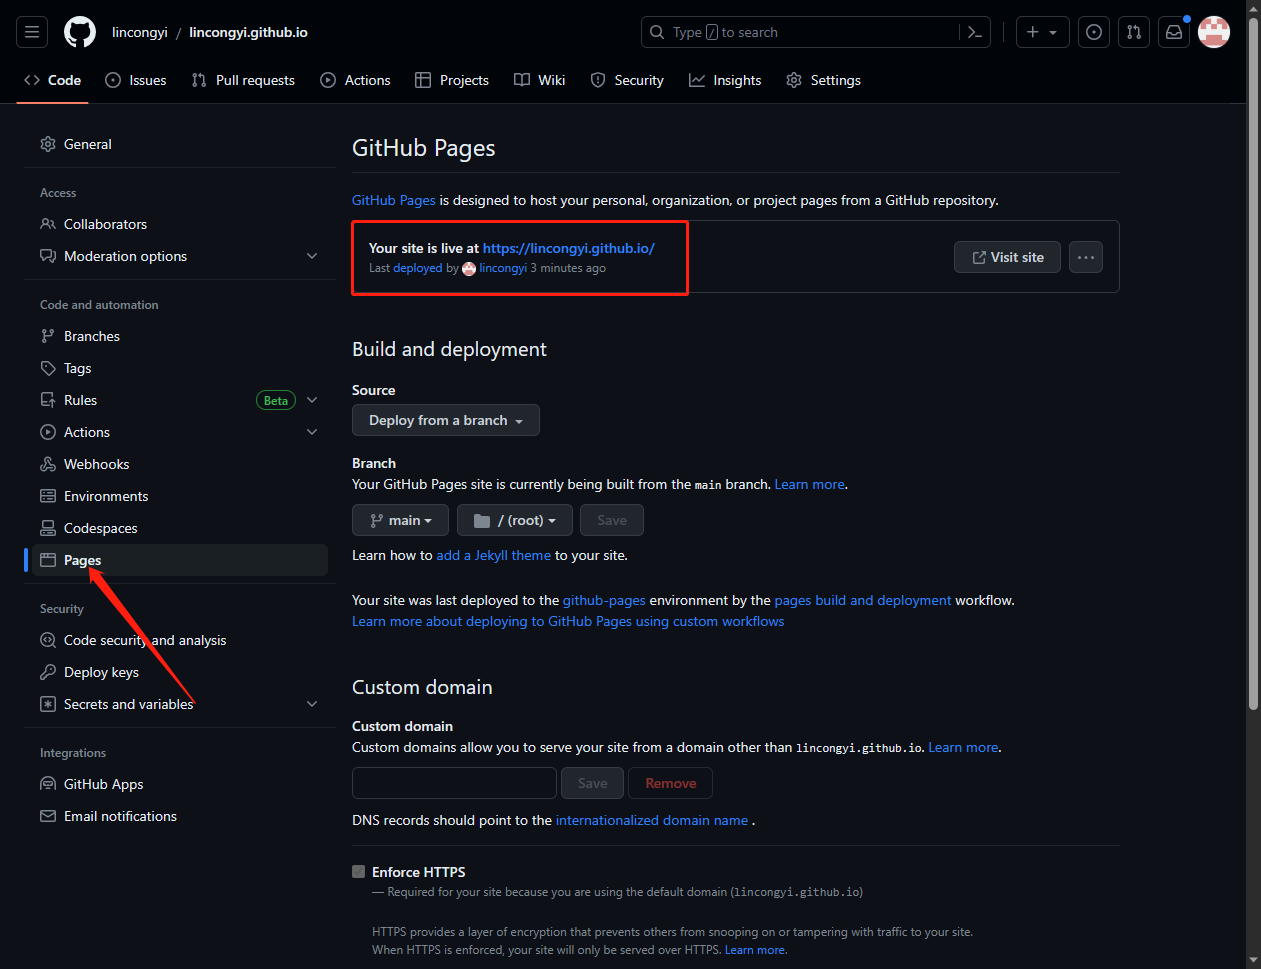 lincongyi / lincongyi.github.io
Type / to search
Code Issues Pull requests Actions Projects Wiki Security Insights Settings
General
Access
Collaborators
Moderation options
Code and automation
Branches
Tags
Rules Beta
Actions
Webhooks
Environments
Codespaces
Pages
Security
Code security and analysis
Deploy keys
Secrets and variables
Integrations
GitHub Apps
Email notifications
GitHub Pages
GitHub Pages is designed to host your personal, organization, or project pages from a GitHub repository.
Your site is live at https://lincongyi.github.io/
Last deployed by lincongyi 3 minutes ago
Visit site
Build and deployment
Source
Deploy from a branch
Branch
Your GitHub Pages site is currently being built from the main branch. Learn more.
main / (root) Save
Learn how to add a Jekyll theme to your site.
Your site was last deployed to the github-pages environment by the pages build and deployment workflow.
Learn more about deploying to GitHub Pages using custom workflows
Custom domain
Custom domain
Custom domains allow you to serve your site from a domain other than lincongyi.github.io. Learn more.
Save Remove
DNS records should point to the internationalized domain name .
Enforce HTTPS
— Required for your site because you are using the default domain (lincongyi.github.io)
HTTPS provides a layer of encryption that prevents others from snooping on or tampering with traffic to your site.
When HTTPS is enforced, your site will only be served over HTTPS. Learn more.